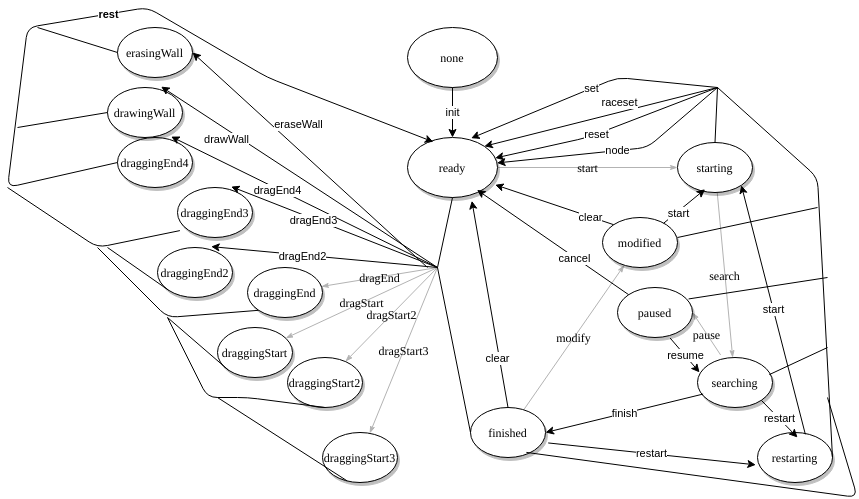 rest
erasingWall
none
set
raceset
drawingWall
init
eraseWall
drawWall
reset
node
draggingEnd4
ready
start
starting
dragEnd4
draggingEnd3
dragEnd3
clear
start
modified
dragEnd2
cancel
draggingEnd2
dragEnd
search
draggingEnd
dragStart
dragStart2
paused
start
pause
modify
draggingStart
dragStart3
clear
resume
draggingStart2
searching
finish
restart
finished
restart
draggingStart3
restarting